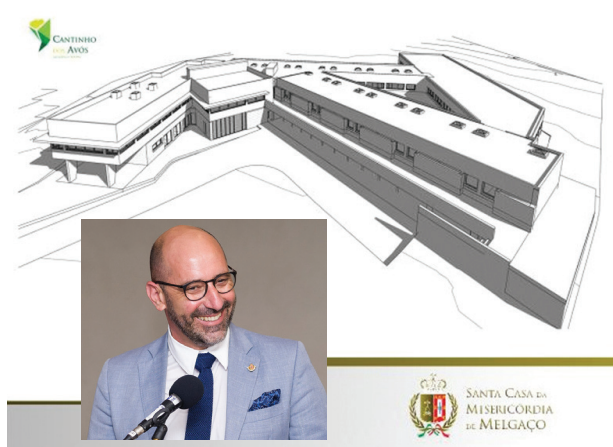 CANTINHO
DOS AVÓS
SANTA CASA DA
MISERICÓRDIA
DE MELGAÇO